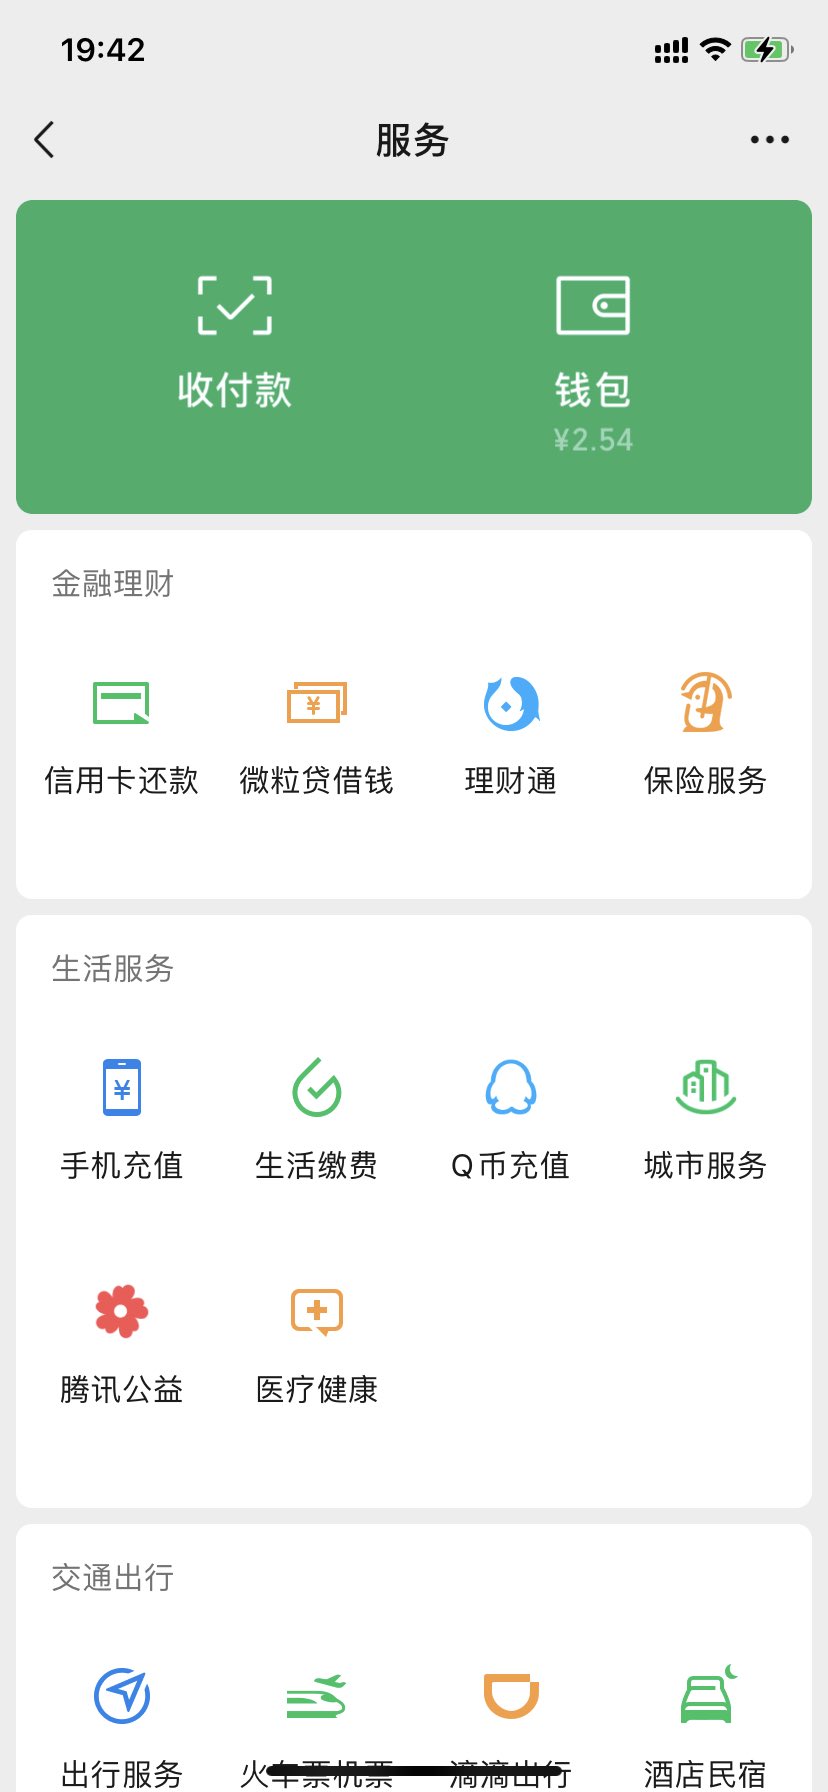 19:42
服务
收付款
钱包
¥2.54
金融理财
信用卡还款 微粒贷借钱 理财通 保险服务
生活服务
手机充值 生活缴费 Q币充值 城市服务
腾讯公益 医疗健康
交通出行
出行服务 火车票机票 滴滴出行 酒店民宿